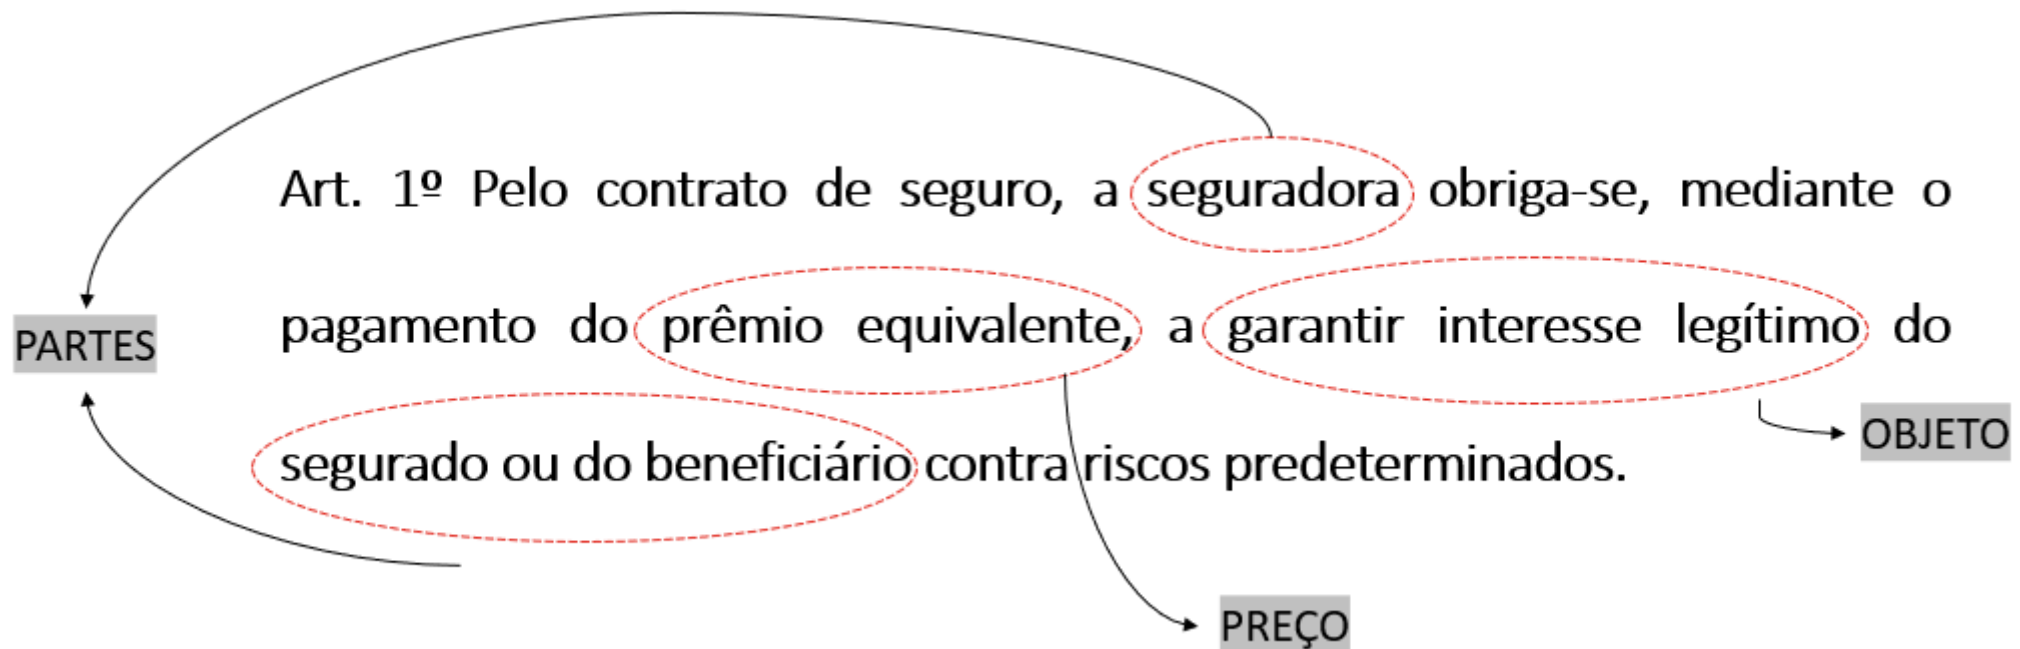 Art. 1º Pelo contrato de seguro, a seguradora obriga-se, mediante o
pagamento do prêmio equivalente, a garantir interesse legítimo do
PARTES
OBJETO
segurado ou do beneficiário contra riscos predeterminados.
PREÇO